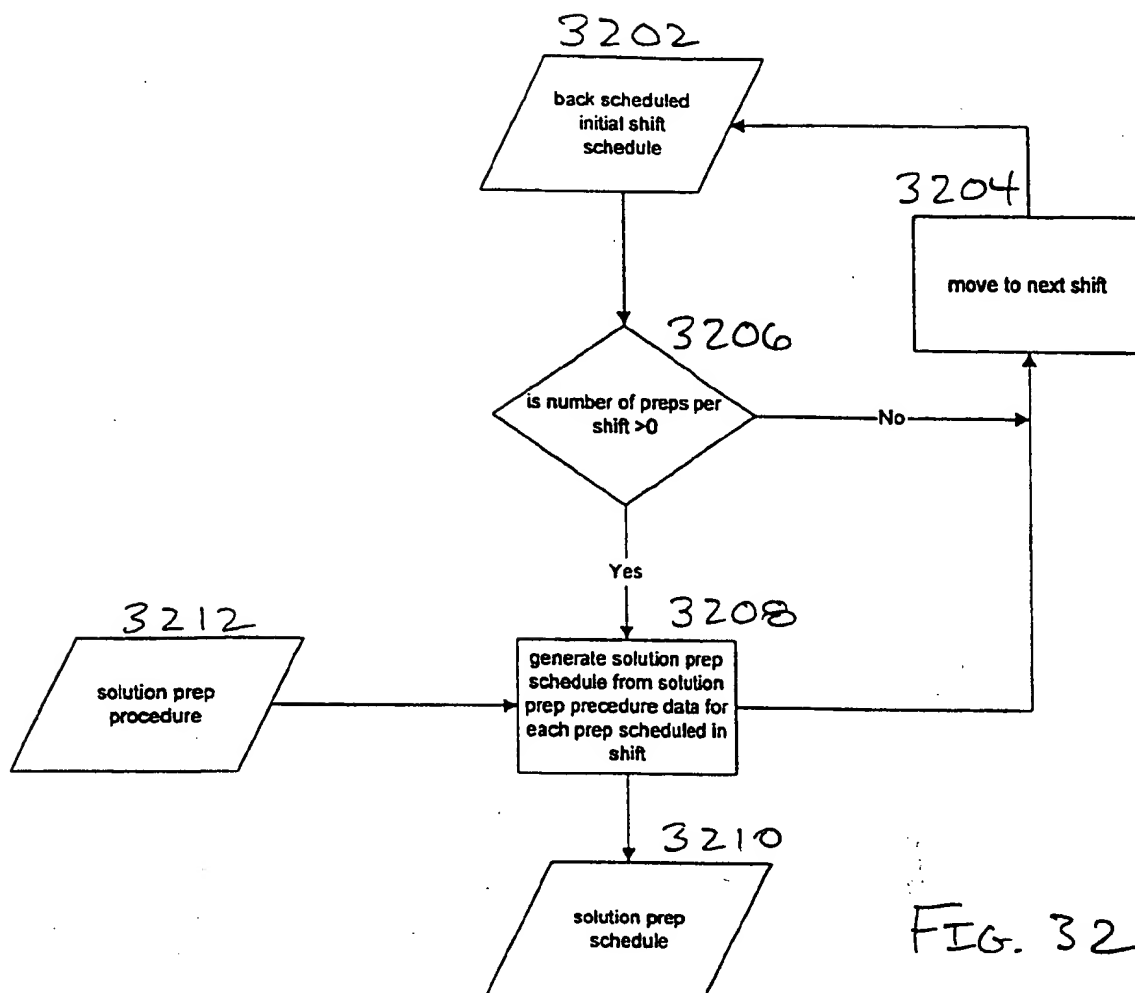 3202
back scheduled
initial shift
schedule
3204
move to next shift
3206
is number of preps per
shift >0
No
Yes
3208
generate solution prep
schedule from solution
prep precedure data for
each prep scheduled in
shift
3212
solution prep
procedure
3210
solution prep
schedule
FIG. 32